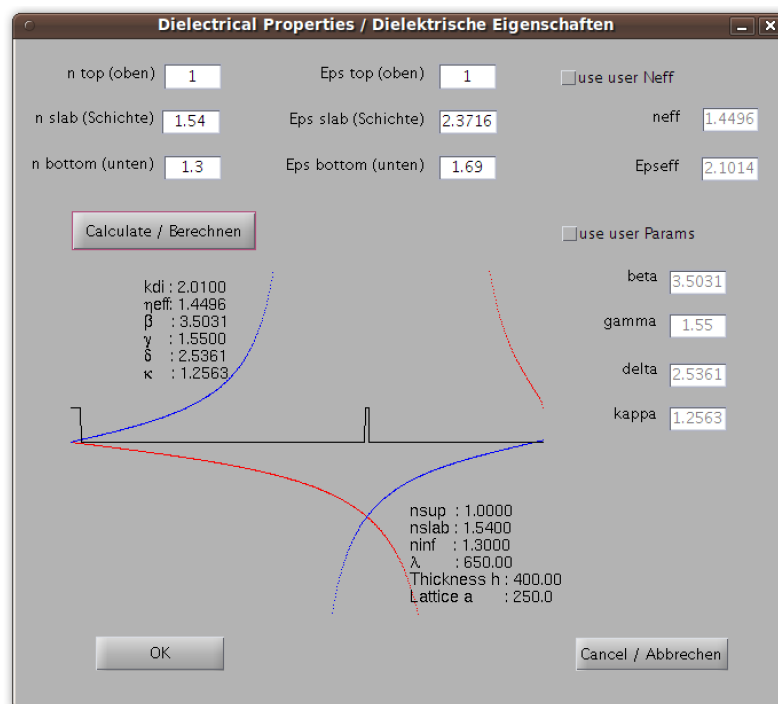 Dielectrical Properties / Dielektrische Eigenschaften
n top (oben) 1 Eps top (oben) 1 use user Neff
n slab (Schichte) 1.54 Eps slab (Schichte) 2.3716 neff 1.4496
n bottom (unten) 1.3 Eps bottom (unten) 1.69 Epseff 2.1014
Calculate / Berechnen use user Params
kdi : 2.0100
ηeff: 1.4496
β : 3.5031
γ : 1.5500
δ : 2.5361
κ : 1.2563
beta 3.5031
gamma 1.55
delta 2.5361
kappa 1.2563
nsup : 1.0000
nslab : 1.5400
ninf : 1.3000
λ : 650.00
Thickness h : 400.00
Lattice a : 250.0
OK Cancel / Abbrechen